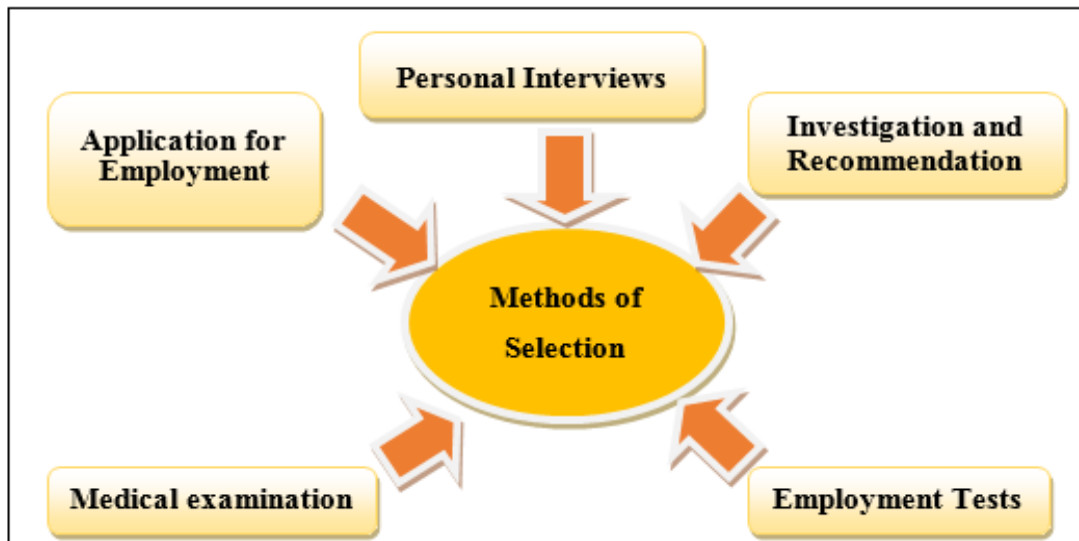 Personal Interviews
Application for
Employment
Investigation and
Recommendation
Methods of
Selection
Medical examination
Employment Tests